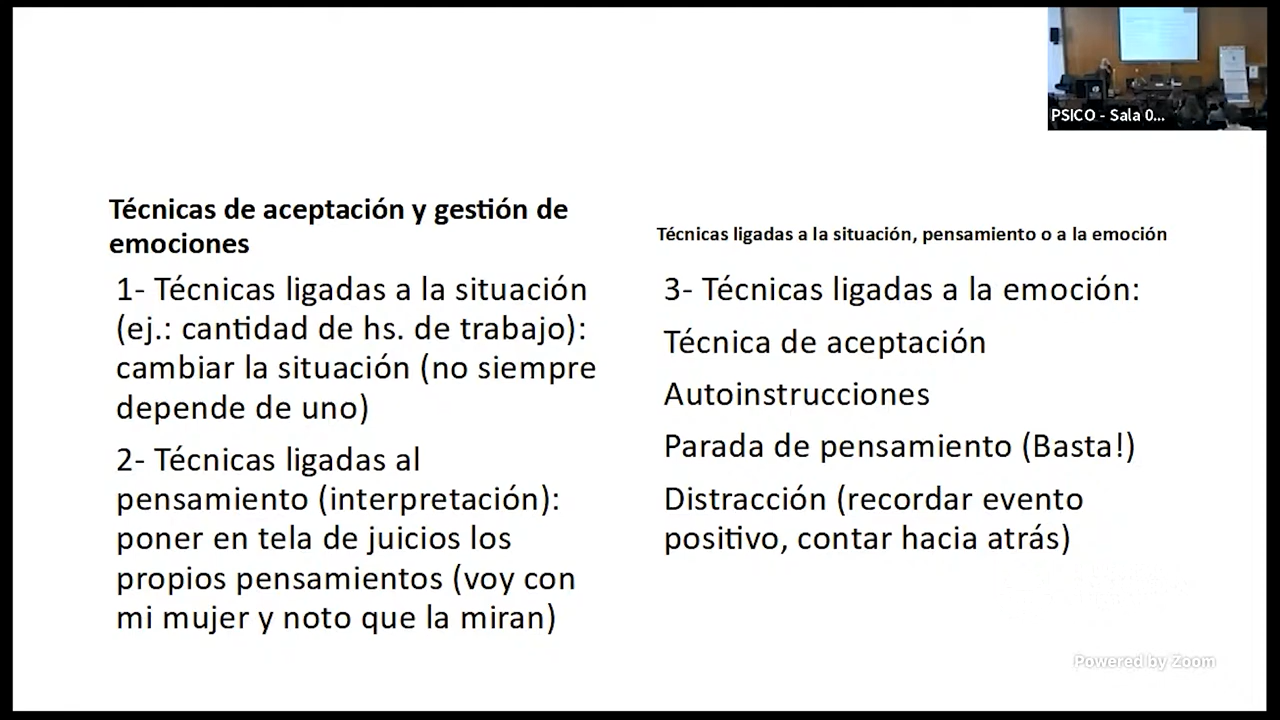 PSICO - Sala 0...
Técnicas de aceptación y gestión de
emociones
1- Técnicas ligadas a la situación
(ej.: cantidad de hs. de trabajo):
cambiar la situación (no siempre
depende de uno)
2- Técnicas ligadas al
pensamiento (interpretación):
poner en tela de juicios los
propios pensamientos (voy con
mi mujer y noto que la miran)
Técnicas ligadas a la situación, pensamiento o a la emoción
3- Técnicas ligadas a la emoción:
Técnica de aceptación
Autoinstrucciones
Parada de pensamiento (Basta!)
Distracción (recordar evento
positivo, contar hacia atrás)
Powered by Zoom